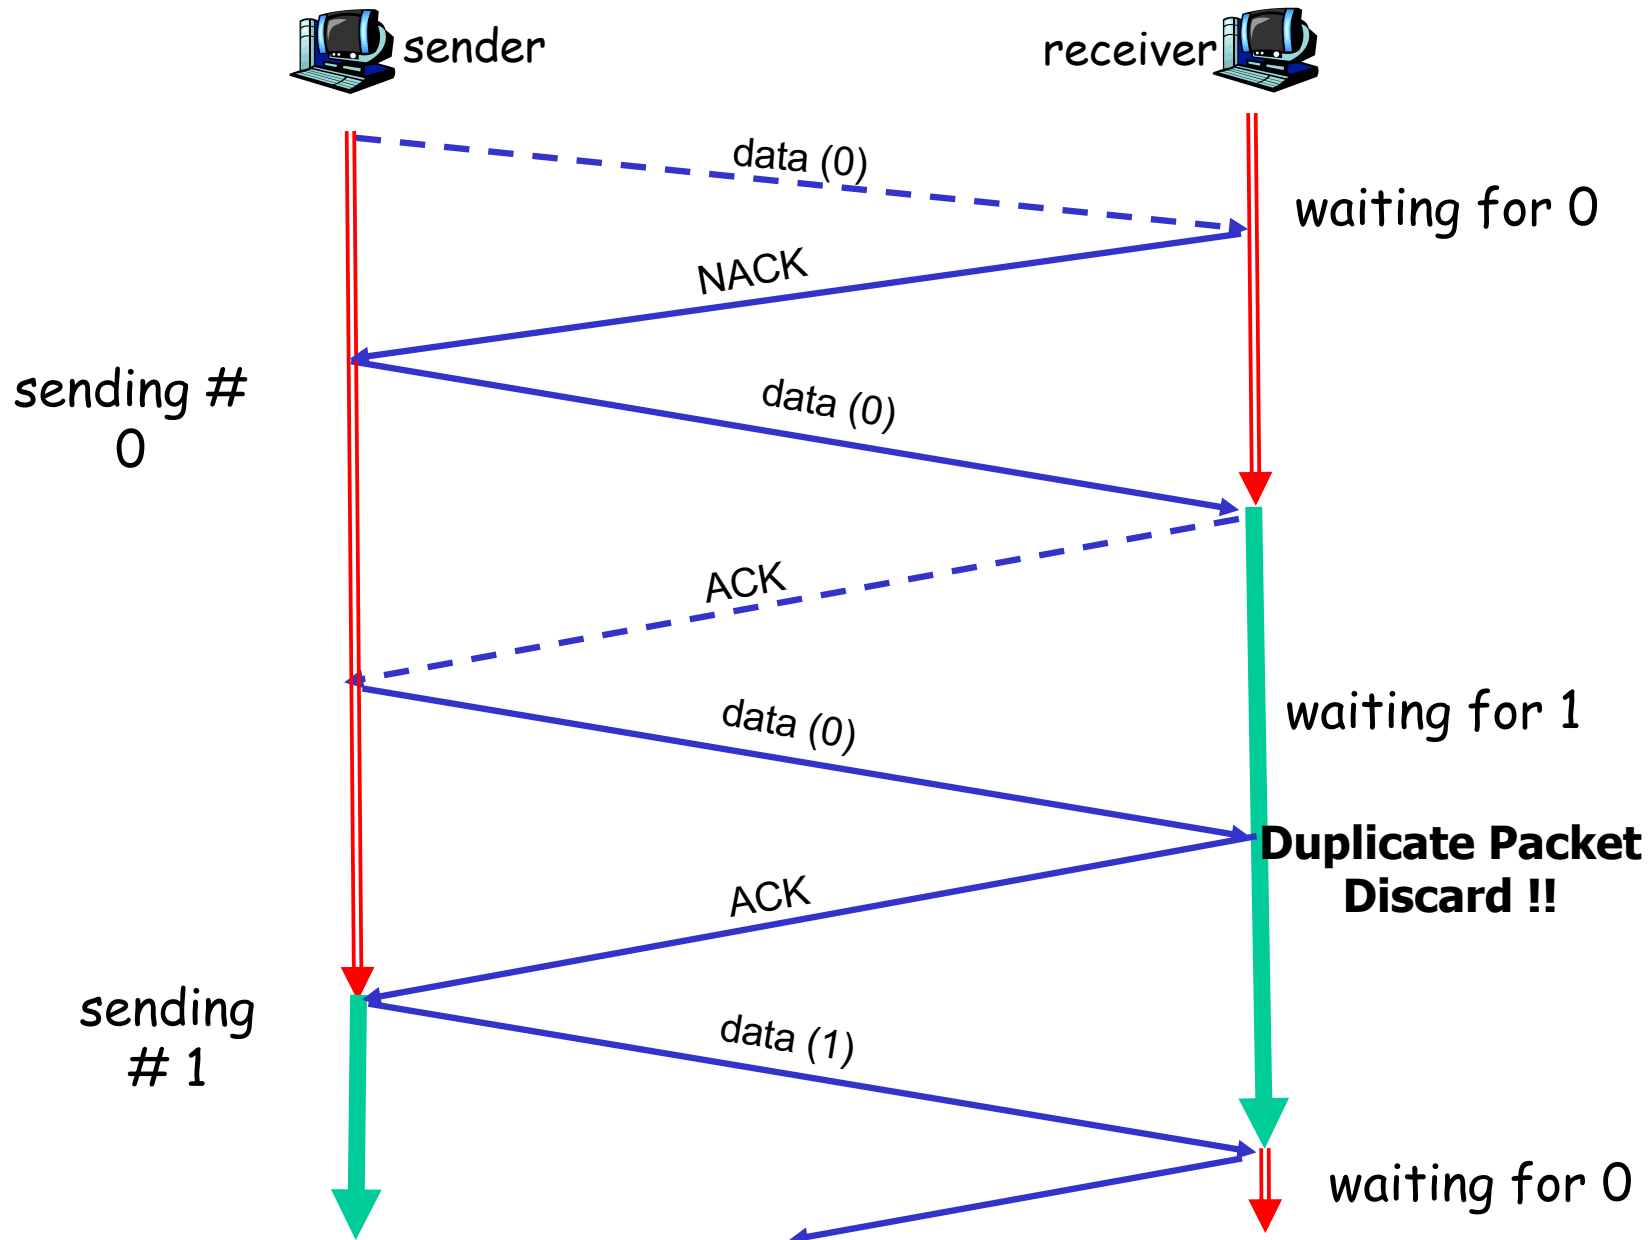 sender
receiver
data (0)
waiting for 0
NACK
sending #
0
data (0)
ACK
waiting for 1
data (0)
Duplicate Packet
Discard !!
ACK
sending
# 1
data (1)
waiting for 0